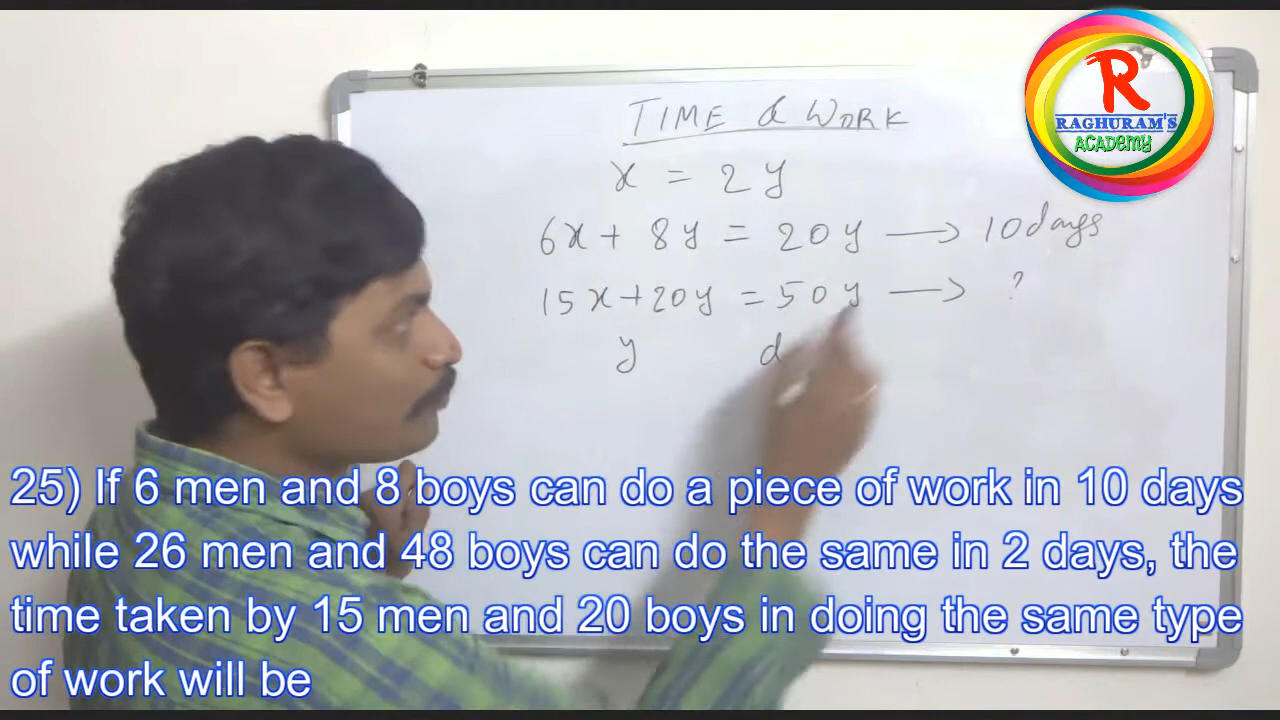 TIME & WORK
x = 2y
6x + 8y = 20y → 10 days
15x + 20y = 50y → ?
y d
R
RAGHURAM'S
ACADEMY
25) If 6 men and 8 boys can do a piece of work in 10 days
while 26 men and 48 boys can do the same in 2 days, the
time taken by 15 men and 20 boys in doing the same type
of work will be